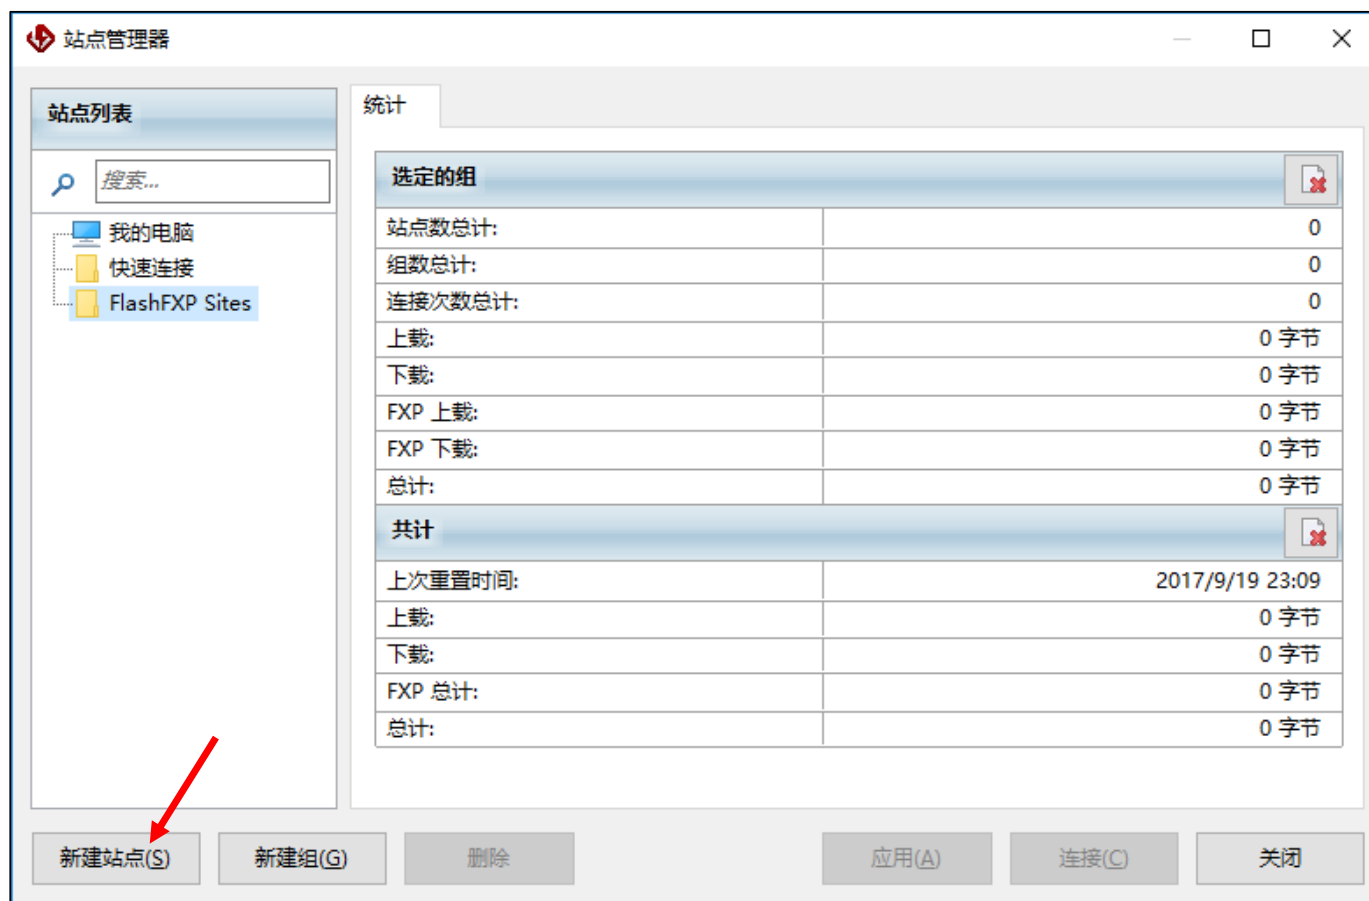 站点管理器
站点列表
搜索...
我的电脑
快速连接
FlashFXP Sites
统计
选定的组
站点数总计: 0
组数总计: 0
连接次数总计: 0
上载: 0 字节
下载: 0 字节
FXP 上载: 0 字节
FXP 下载: 0 字节
总计: 0 字节
共计
上次重置时间: 2017/9/19 23:09
上载: 0 字节
下载: 0 字节
FXP 总计: 0 字节
总计: 0 字节
新建站点(S) 新建组(G) 删除 应用(A) 连接(C) 关闭